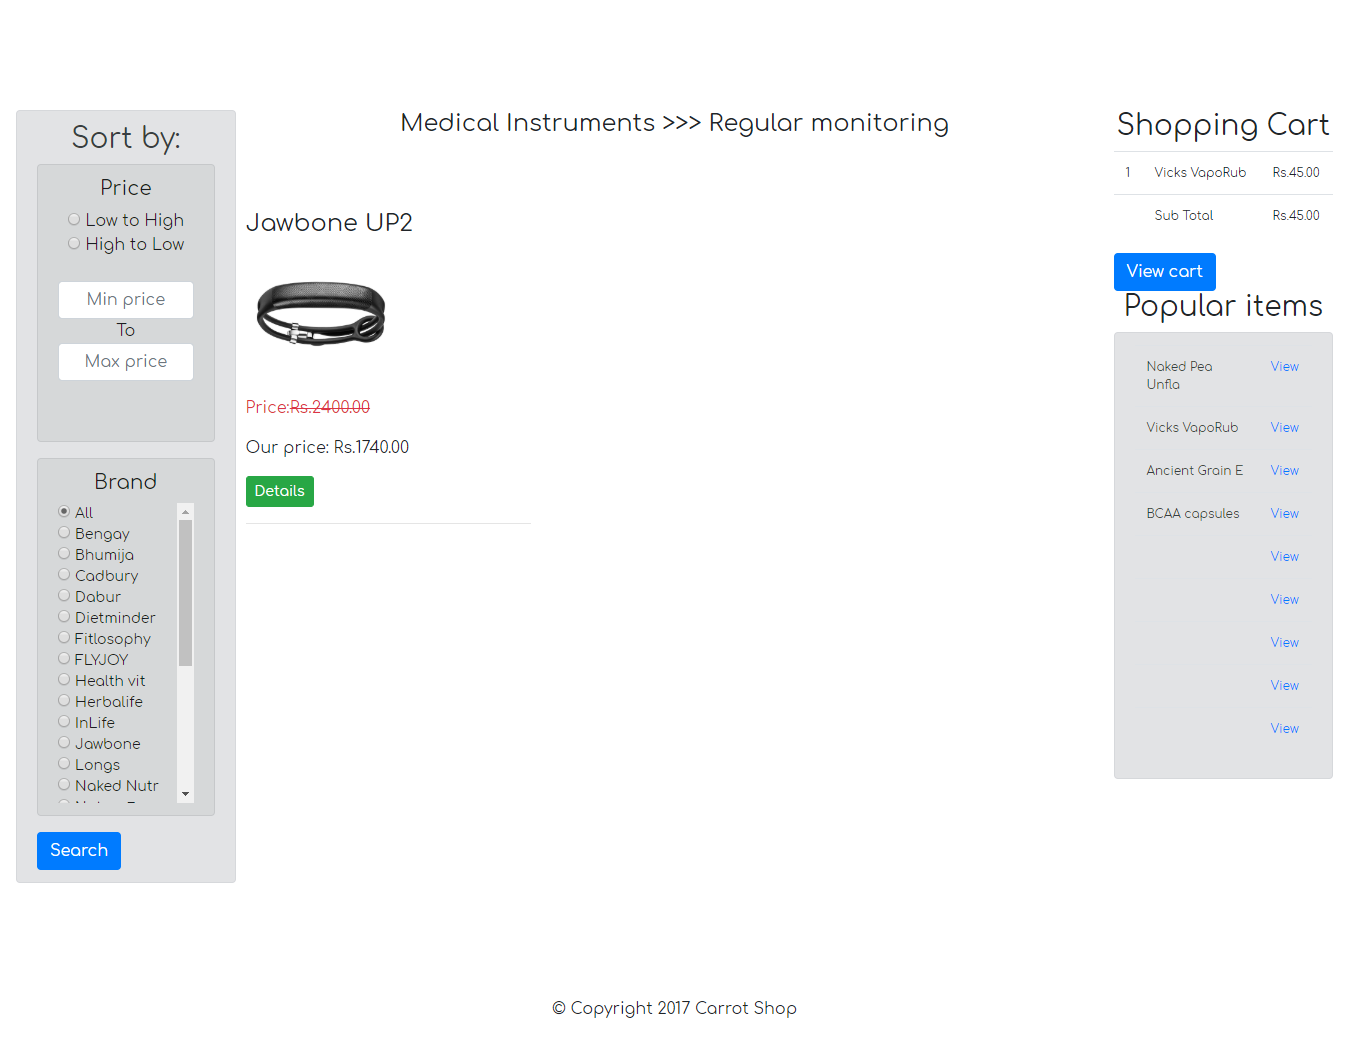 Sort by:
Price
Low to High
High to Low
Min price
To
Max price
Brand
All
Bengay
Bhumija
Cadbury
Dabur
Dietminder
Fitlosophy
FLYJOY
Health vit
Herbalife
InLife
Jawbone
Longs
Naked Nutr
Search
Medical Instruments >>> Regular monitoring
Jawbone UP2
Price:Rs.2400.00
Our price: Rs.1740.00
Details
Shopping Cart
1 Vicks VapoRub Rs.45.00
Sub Total Rs.45.00
View cart
Popular items
Naked Pea View
Unfla
Vicks VapoRub View
Ancient Grain E View
BCAA capsules View
View
View
View
View
View
© Copyright 2017 Carrot Shop